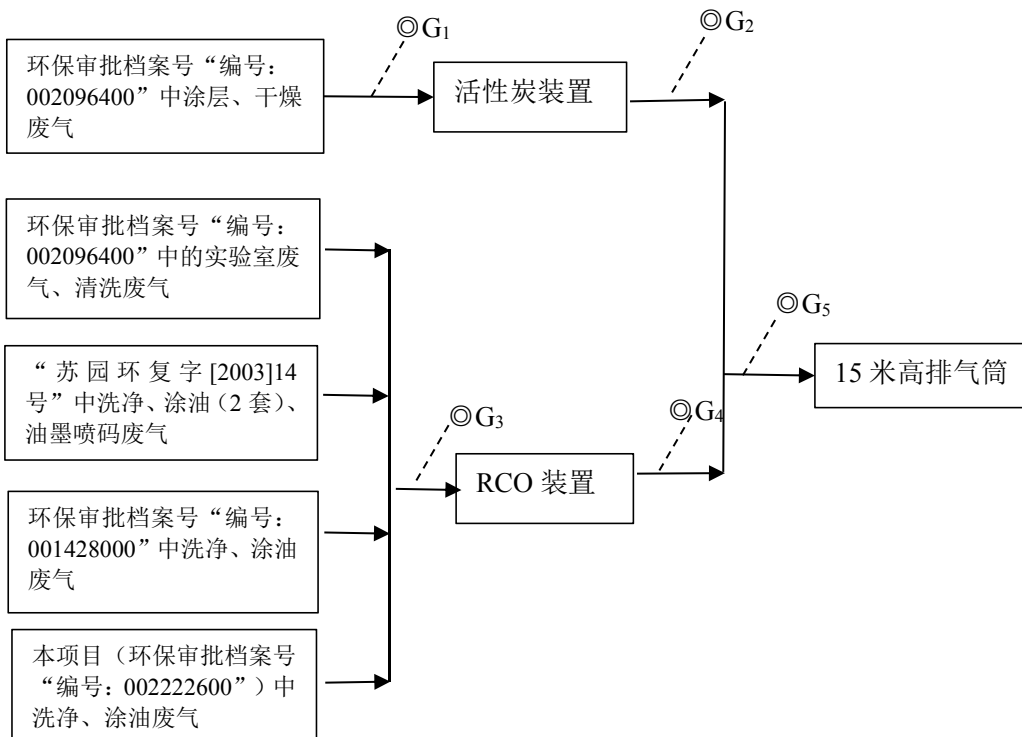 ◎G₁
◎G₂
环保审批档案号“编号：
002096400”中涂层、干燥
废气
活性炭装置
环保审批档案号“编号：
002096400”中的实验室废
气、清洗废气
◎G₅
“苏园环复字[2003]14
号”中洗净、涂油（2 套）、
油墨喷码废气
15 米高排气筒
◎G₃
◎G₄
RCO 装置
环保审批档案号“编号：
001428000”中洗净、涂油
废气
本项目（环保审批档案号
“编号：002222600”）中
洗净、涂油废气